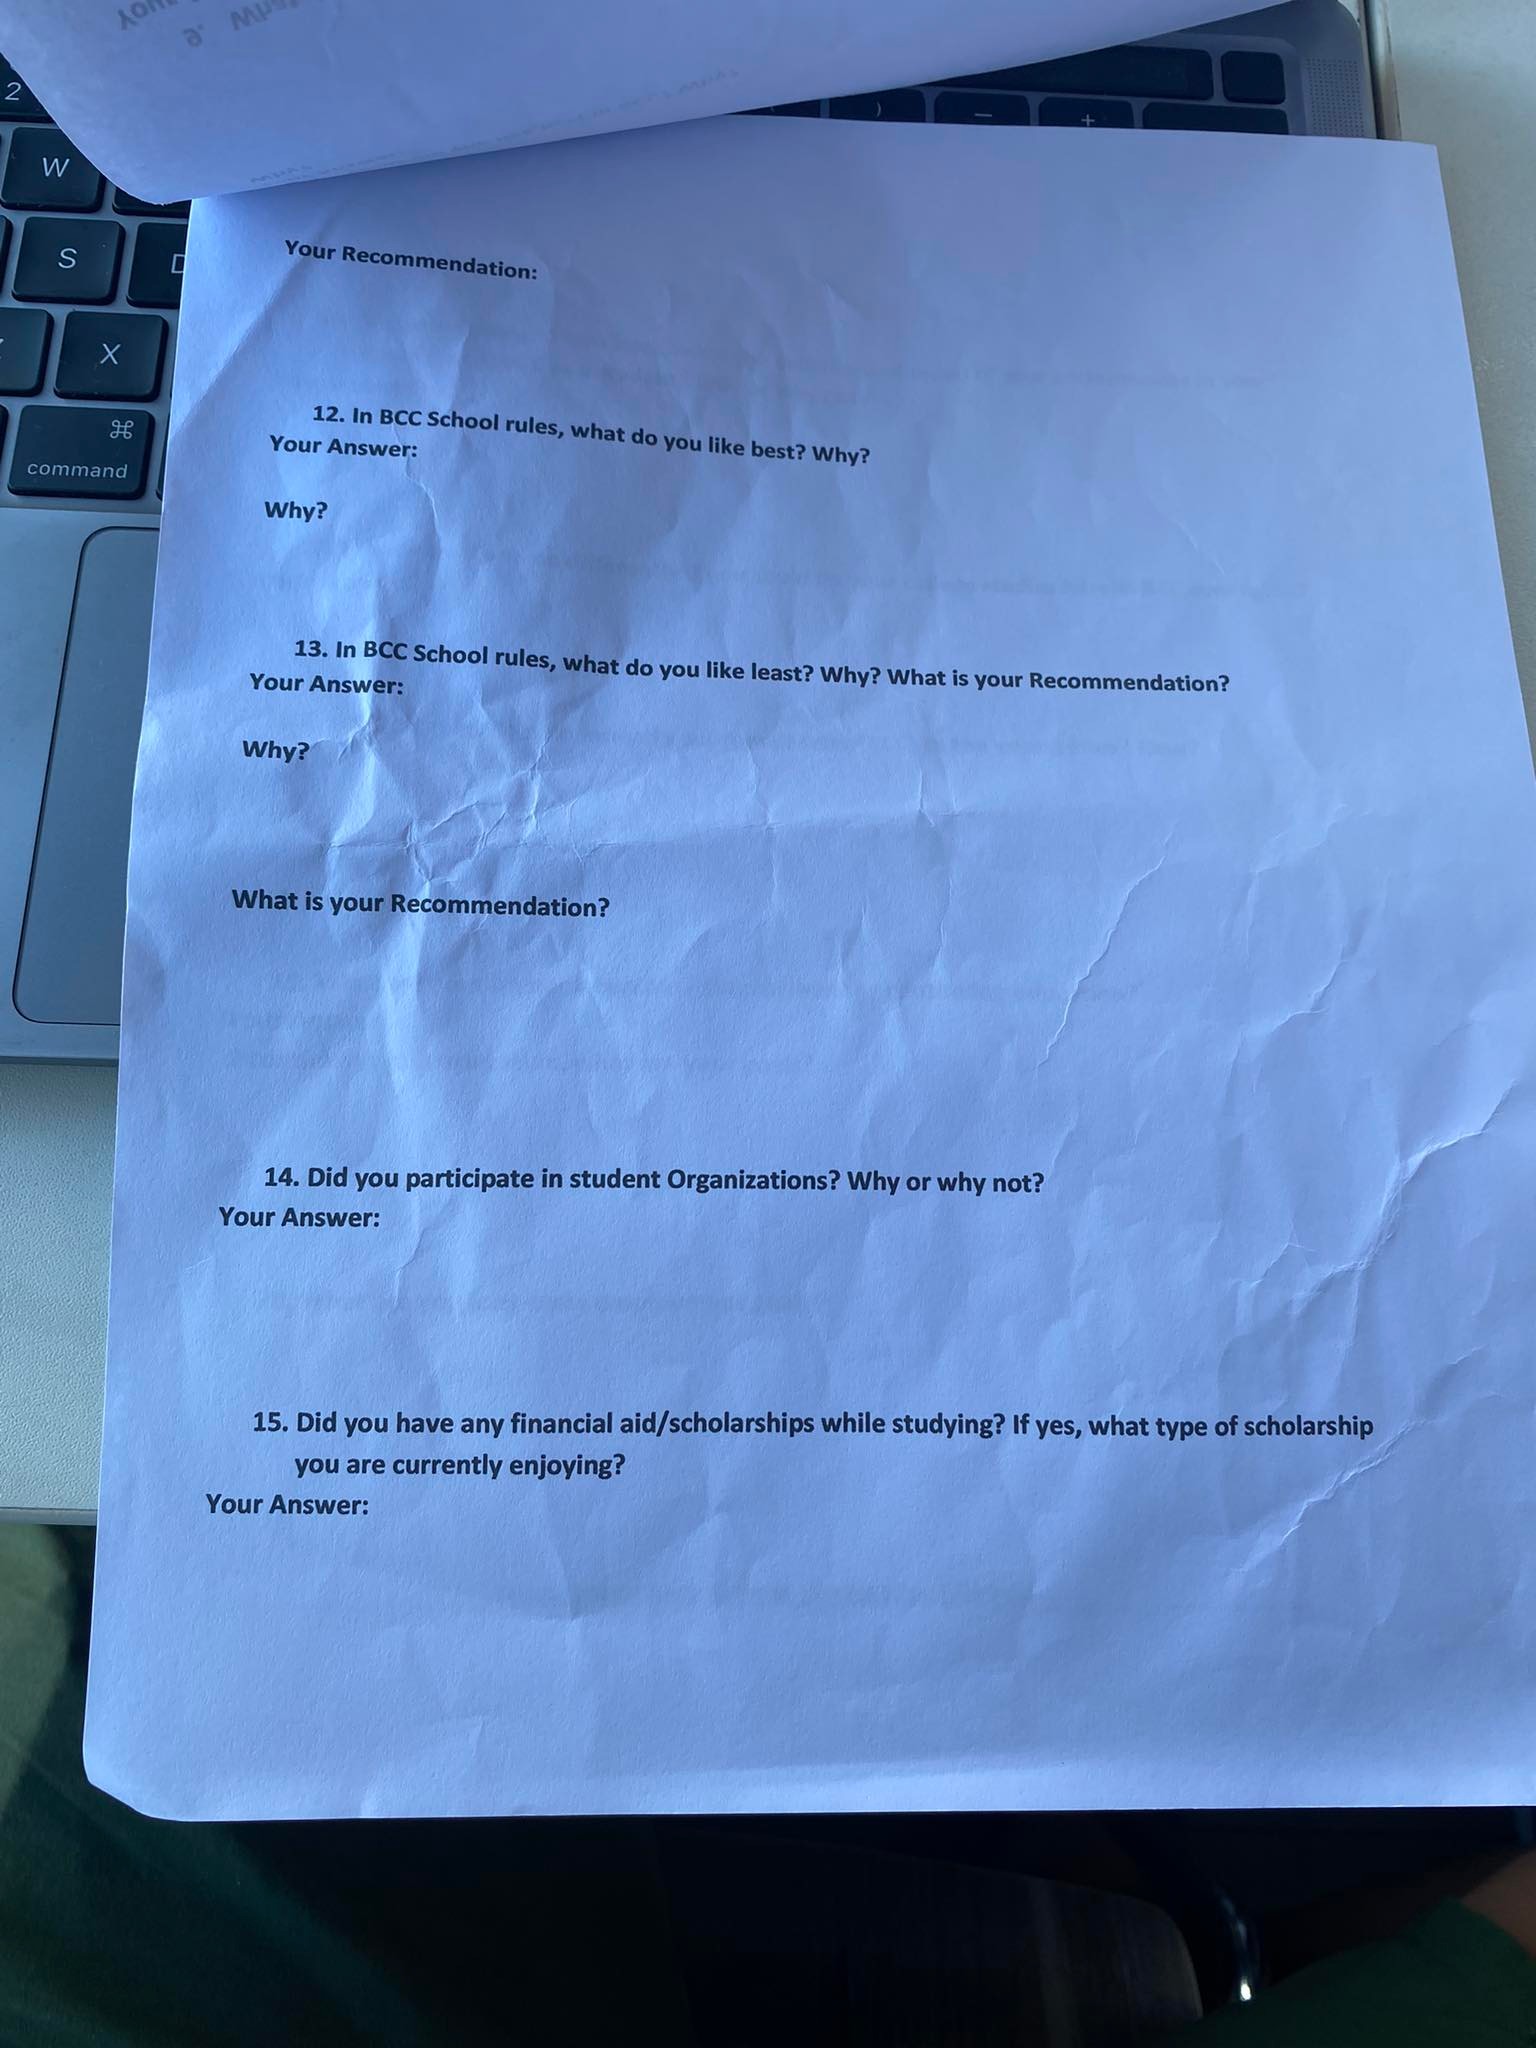 2
W
S
D
X
⌘
command
)
—
+
Your Recommendation:
12. In BCC School rules, what do you like best? Why?
Your Answer:
Why?
13. In BCC School rules, what do you like least? Why? What is your Recommendation?
Your Answer:
Why?
What is your Recommendation?
14. Did you participate in student Organizations? Why or why not?
Your Answer:
15. Did you have any financial aid/scholarships while studying? If yes, what type of scholarship
you are currently enjoying?
Your Answer: